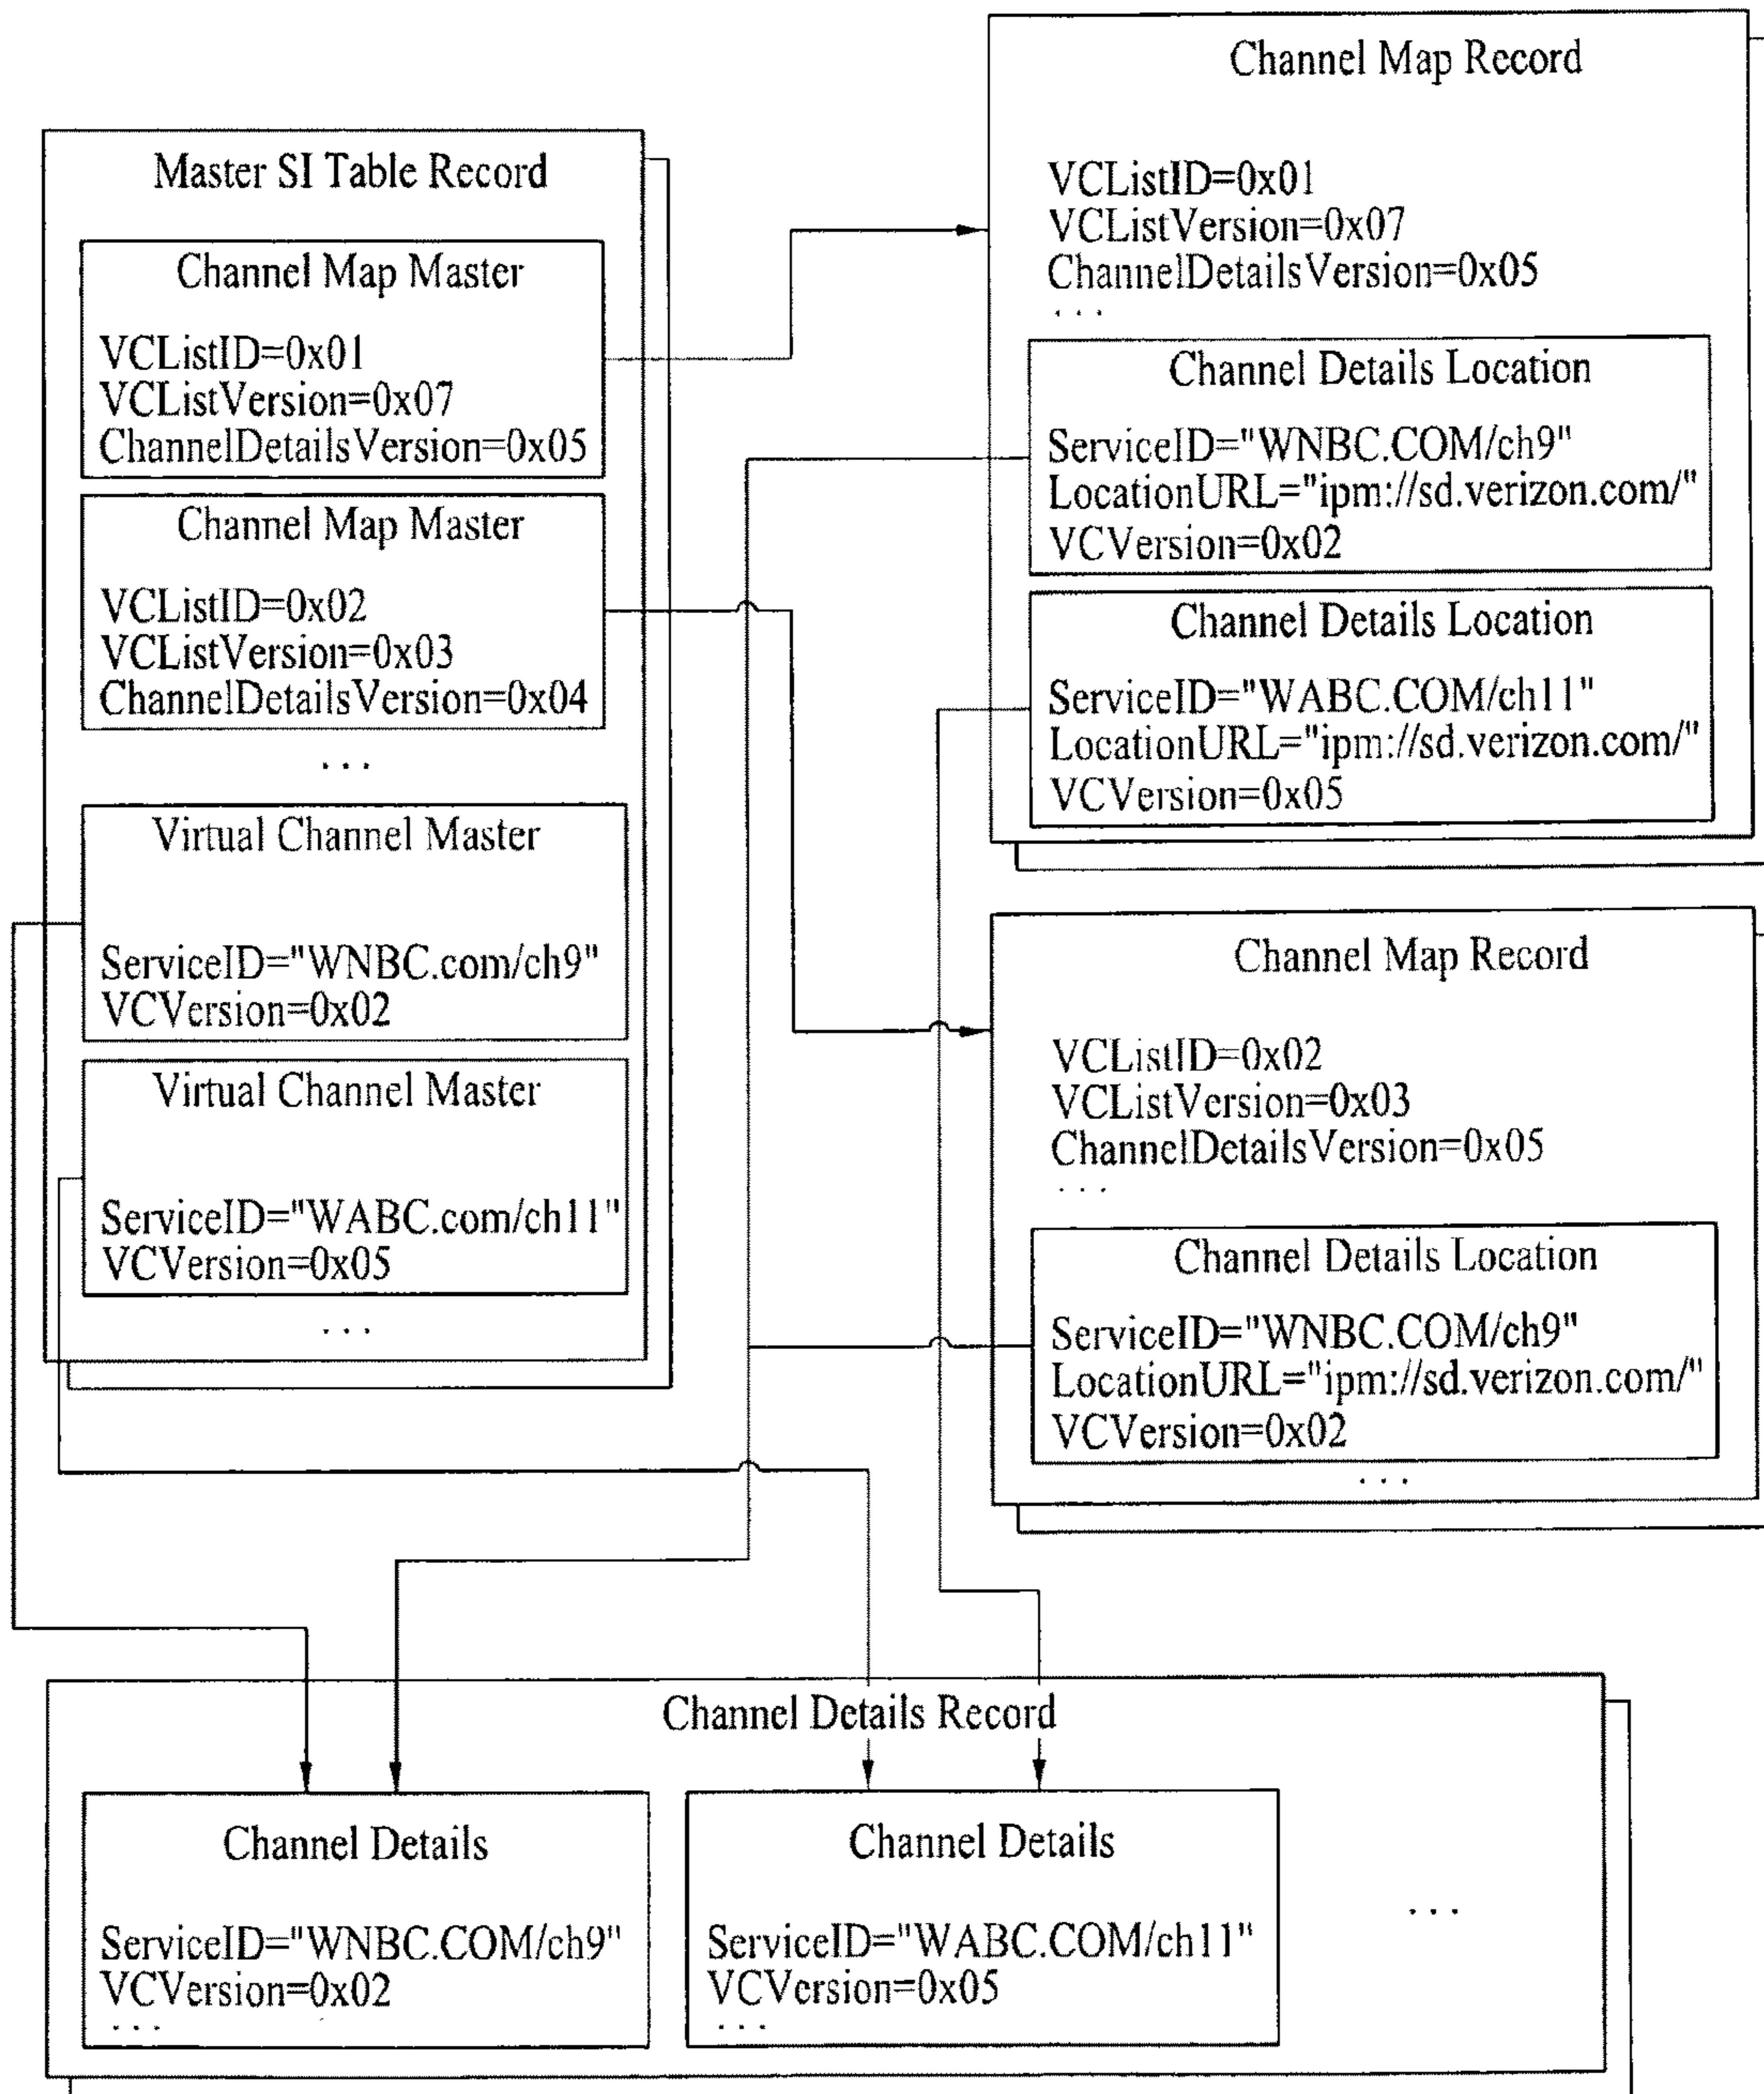 Master SI Table Record
Channel Map Master
VCListID=0x01
VCListVersion=0x07
ChannelDetailsVersion=0x05
Channel Map Master
VCListID=0x02
VCListVersion=0x03
ChannelDetailsVersion=0x04
. . .
Virtual Channel Master
ServiceID="WNBC.com/ch9"
VCVersion=0x02
Virtual Channel Master
ServiceID="WABC.com/ch11"
VCVersion=0x05
. . .
Channel Map Record
VCListID=0x01
VCListVersion=0x07
ChannelDetailsVersion=0x05
. . .
Channel Details Location
ServiceID="WNBC.COM/ch9"
LocationURL="ipm://sd.verizon.com/"
VCVersion=0x02
Channel Details Location
ServiceID="WABC.COM/ch11"
LocationURL="ipm://sd.verizon.com/"
VCVersion=0x05
Channel Map Record
VCListID=0x02
VCListVersion=0x03
ChannelDetailsVersion=0x05
. . .
Channel Details Location
ServiceID="WNBC.COM/ch9"
LocationURL="ipm://sd.verizon.com/"
VCVersion=0x02
. . .
Channel Details Record
Channel Details
ServiceID="WNBC.COM/ch9"
VCVersion=0x02
. . .
Channel Details
ServiceID="WABC.COM/ch11"
VCVersion=0x05
. . .
. . .